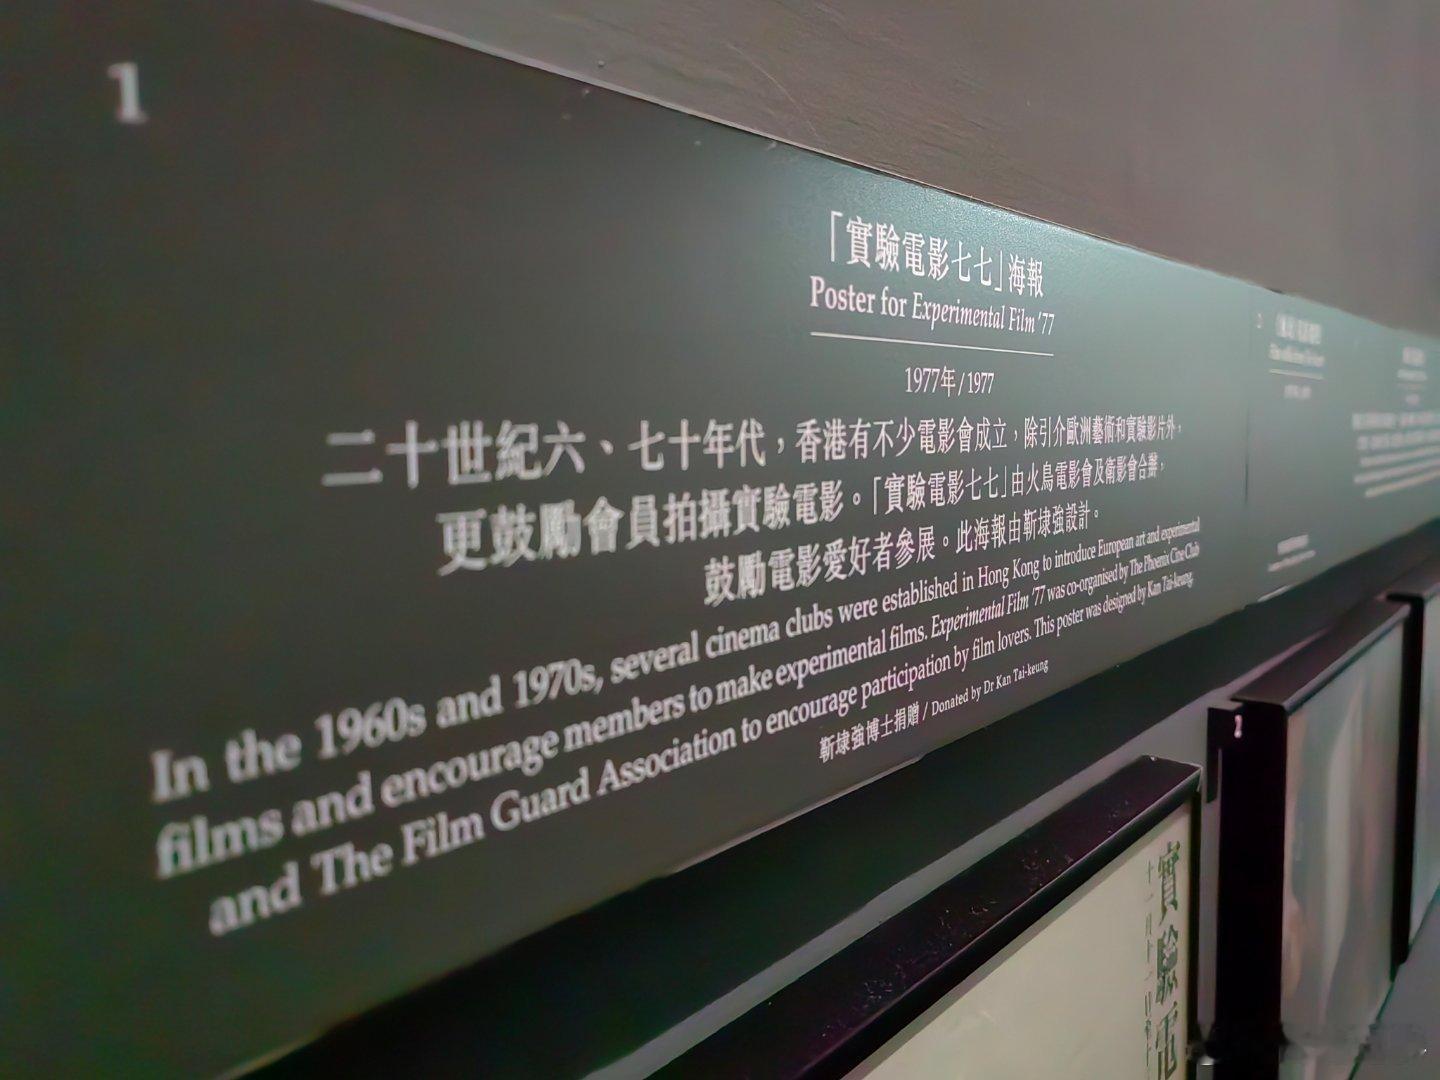 1
「實驗電影七七」海報
Poster for Experimental Film '77
1977年 / 1977
二十世紀六、七十年代，香港有不少電影會成立，除引介歐洲藝術和實驗影片外，
更鼓勵會員拍攝實驗電影。「實驗電影七七」由火鳥電影會及衛影會合辦，
鼓勵電影愛好者參展。此海報由靳埭強設計。
In the 1960s and 1970s, several cinema clubs were established in Hong Kong to introduce European art and experimental
films and encourage members to make experimental films. Experimental Film '77 was co-organised by The Phoenix Cine Club
and The Film Guard Association to encourage participation by film lovers. This poster was designed by Kan Tai-keung.
靳埭強博士捐贈 / Donated by Dr Kan Tai-keung
2
實驗電